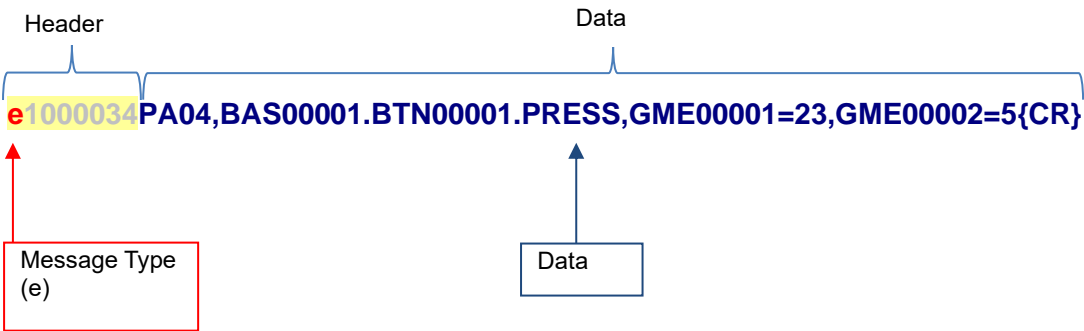 Header
Data
e1000034PA04,BAS00001.BTN00001.PRESS,GME00001=23,GME00002=5{CR}
Message Type
(e)
Data